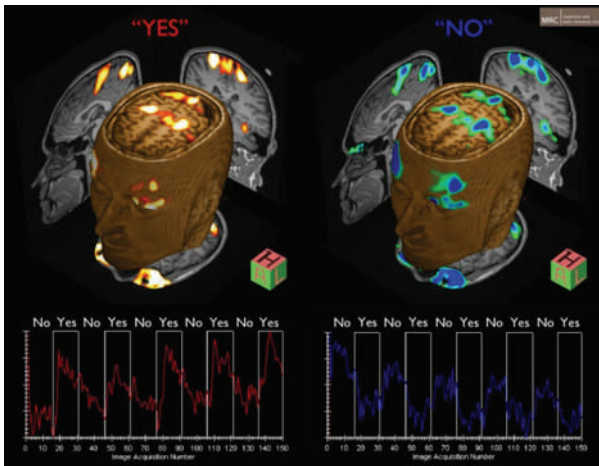 "YES"
"NO"
MRC
H
L
H
L
No Yes No Yes No Yes No Yes No Yes
No Yes No Yes No Yes No Yes No Yes
0 10 20 30 40 50 60 70 80 90 100 110 120 130 140 150
Image Acquisition Number
0 10 20 30 40 50 60 70 80 90 100 110 120 130 140 150
Image Acquisition Number